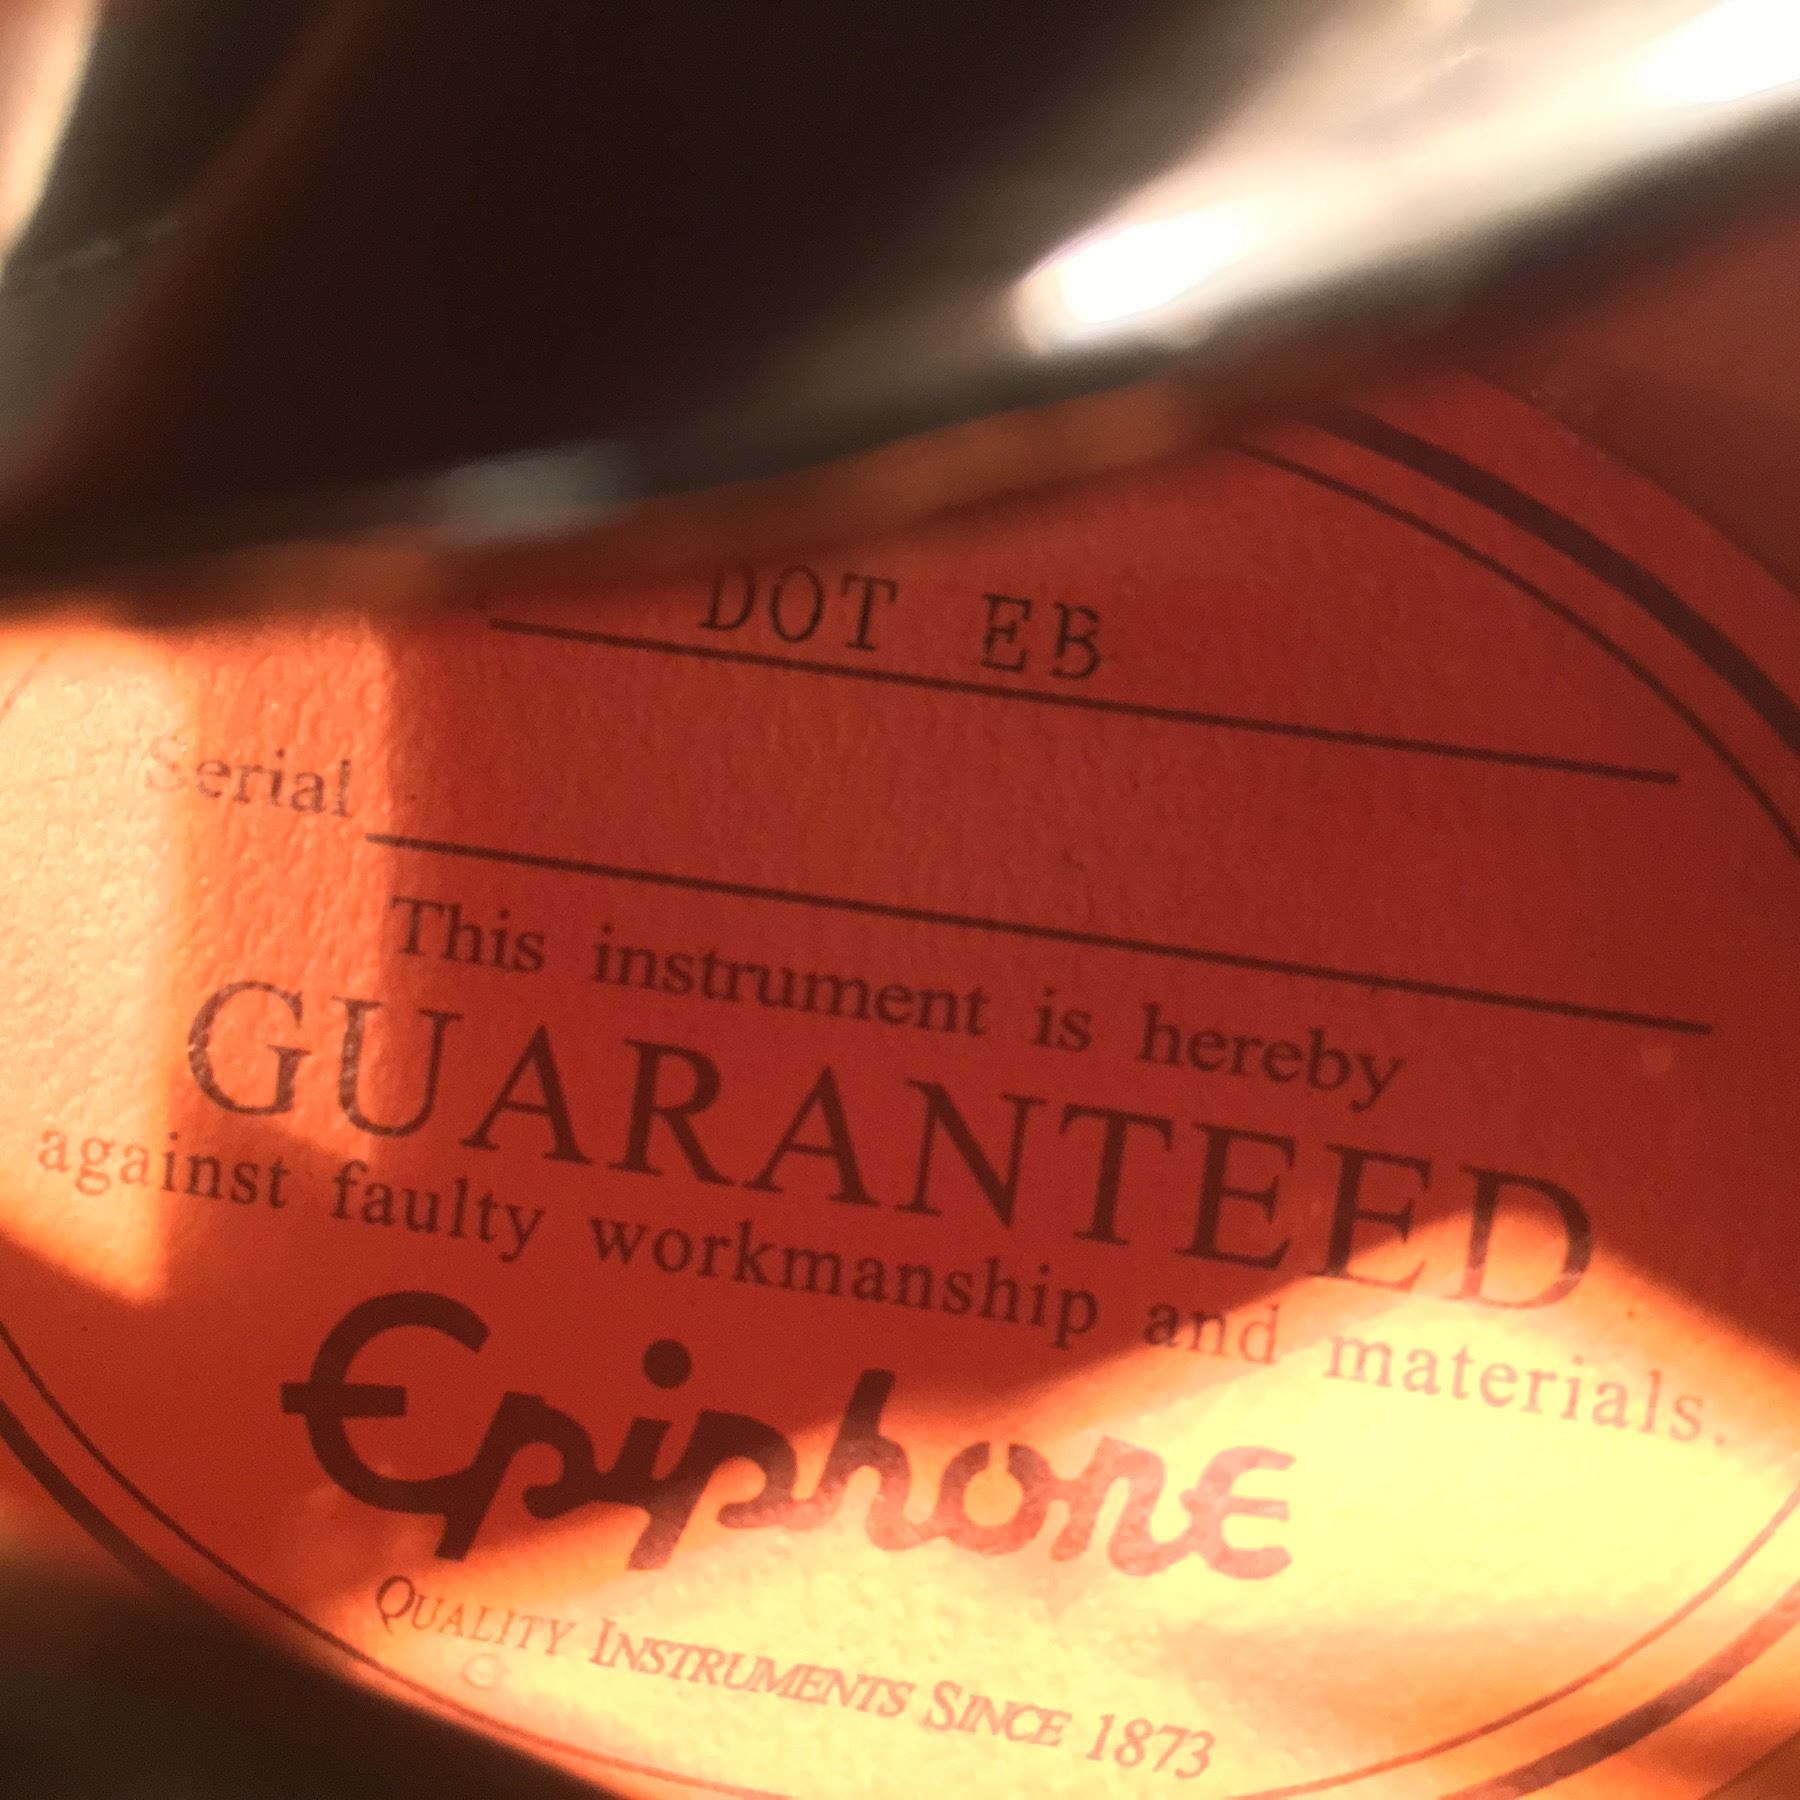 DOT EB
Serial
This instrument is hereby
GUARANTEED
against faulty workmanship and materials.
Epiphone
QUALITY INSTRUMENTS SINCE 1873